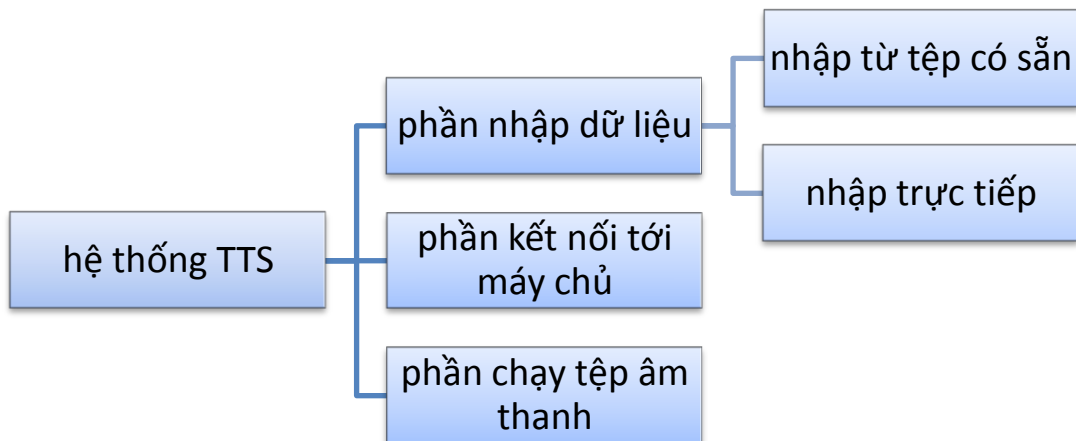 hệ thống TTS
phần nhập dữ liệu
nhập từ tệp có sẵn
nhập trực tiếp
phần kết nối tới
máy chủ
phần chạy tệp âm
thanh